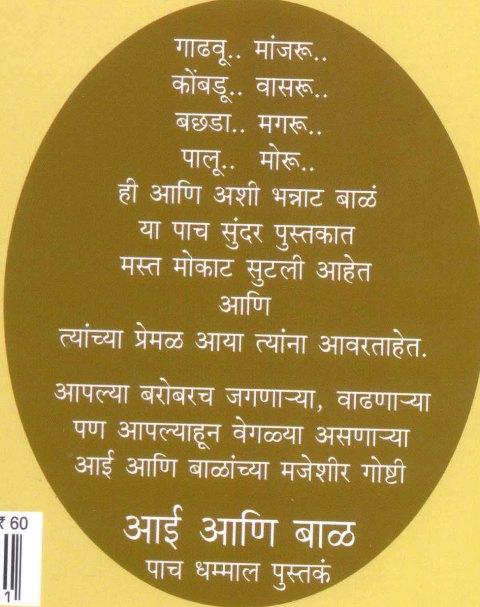 गाढवू.. मांजरू..
कोंबडू.. वासरू..
बछडा.. मगरू..
पालू.. मोरू..
ही आणि अशी भन्नाट बाळं
या पाच सुंदर पुस्तकात
मस्त मोकाट सुटली आहेत
आणि
त्यांच्या प्रेमळ आया त्यांना आवरताहेत.
आपल्या बरोबरच जगणाऱ्या, वाढणाऱ्या
पण आपल्याहून वेगळ्या असणाऱ्या
आई आणि बाळांच्या मजेशीर गोष्टी
आई आणि बाळ
पाच धम्माल पुस्तकं
₹ 60
1